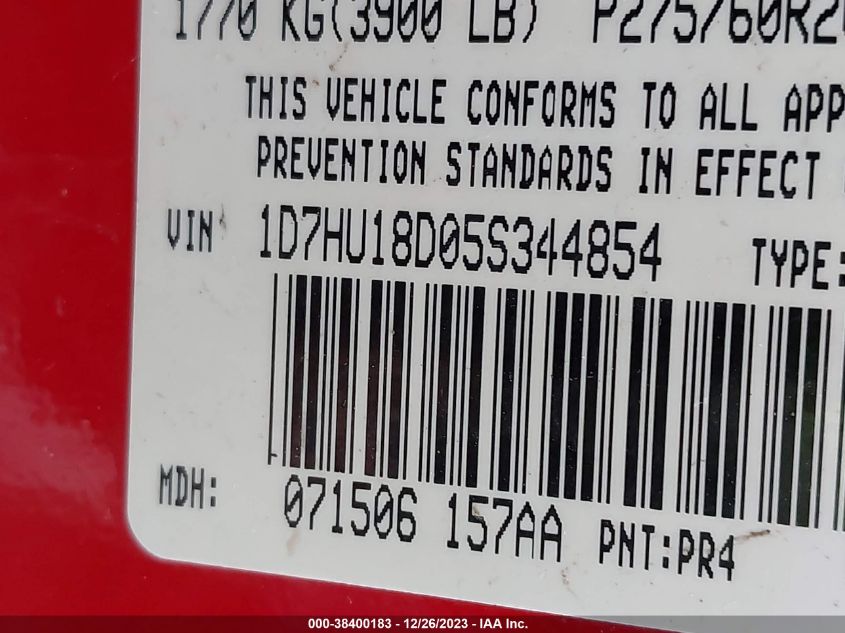 1770 KG(3900 LB) P275/60R20
THIS VEHICLE CONFORMS TO ALL APP
PREVENTION STANDARDS IN EFFECT
VIN 1D7HU18D05S344854 TYPE:
MDH: 071506 157AA PNT:PR4
000-38400183 - 12/26/2023 - IAA Inc.